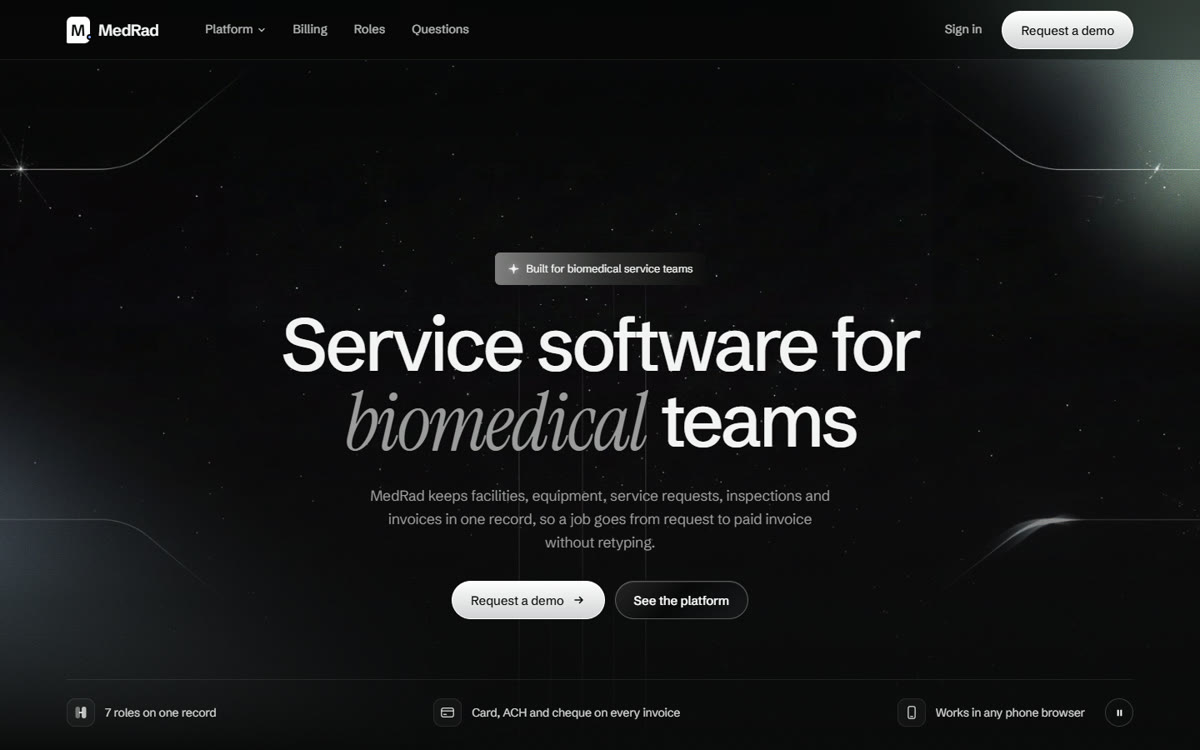 M. MedRad
Platform
Billing
Roles
Questions
Sign in
Request a demo
Built for biomedical service teams
Service software for
biomedical teams
MedRad keeps facilities, equipment, service requests, inspections and
invoices in one record, so a job goes from request to paid invoice
without retyping.
Request a demo
See the platform
7 roles on one record
Card, ACH and cheque on every invoice
Works in any phone browser